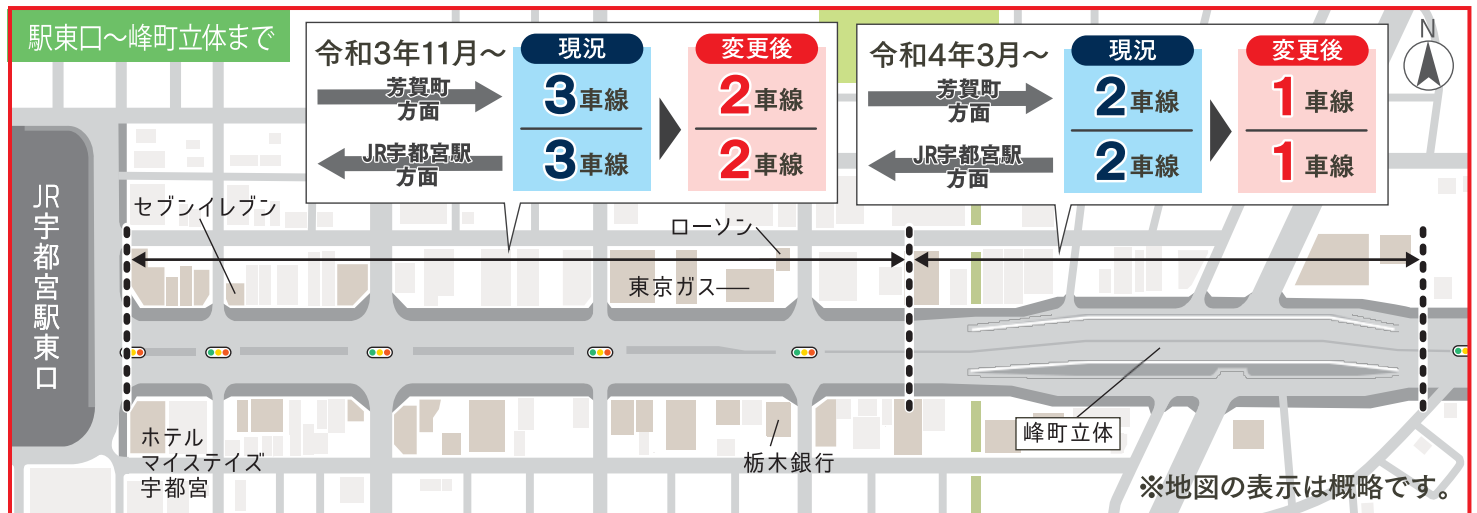 駅東口～峰町立体まで
令和3年11月～
芳賀町
方面
JR宇都宮駅
方面
現況
3車線
3車線
変更後
2車線
2車線
令和4年3月～
芳賀町
方面
JR宇都宮駅
方面
現況
2車線
2車線
変更後
1車線
1車線
N
JR宇都宮駅東口
セブンイレブン
ローソン
東京ガス
ホテル
マイステイズ
宇都宮
栃木銀行
峰町立体
※地図の表示は概略です。